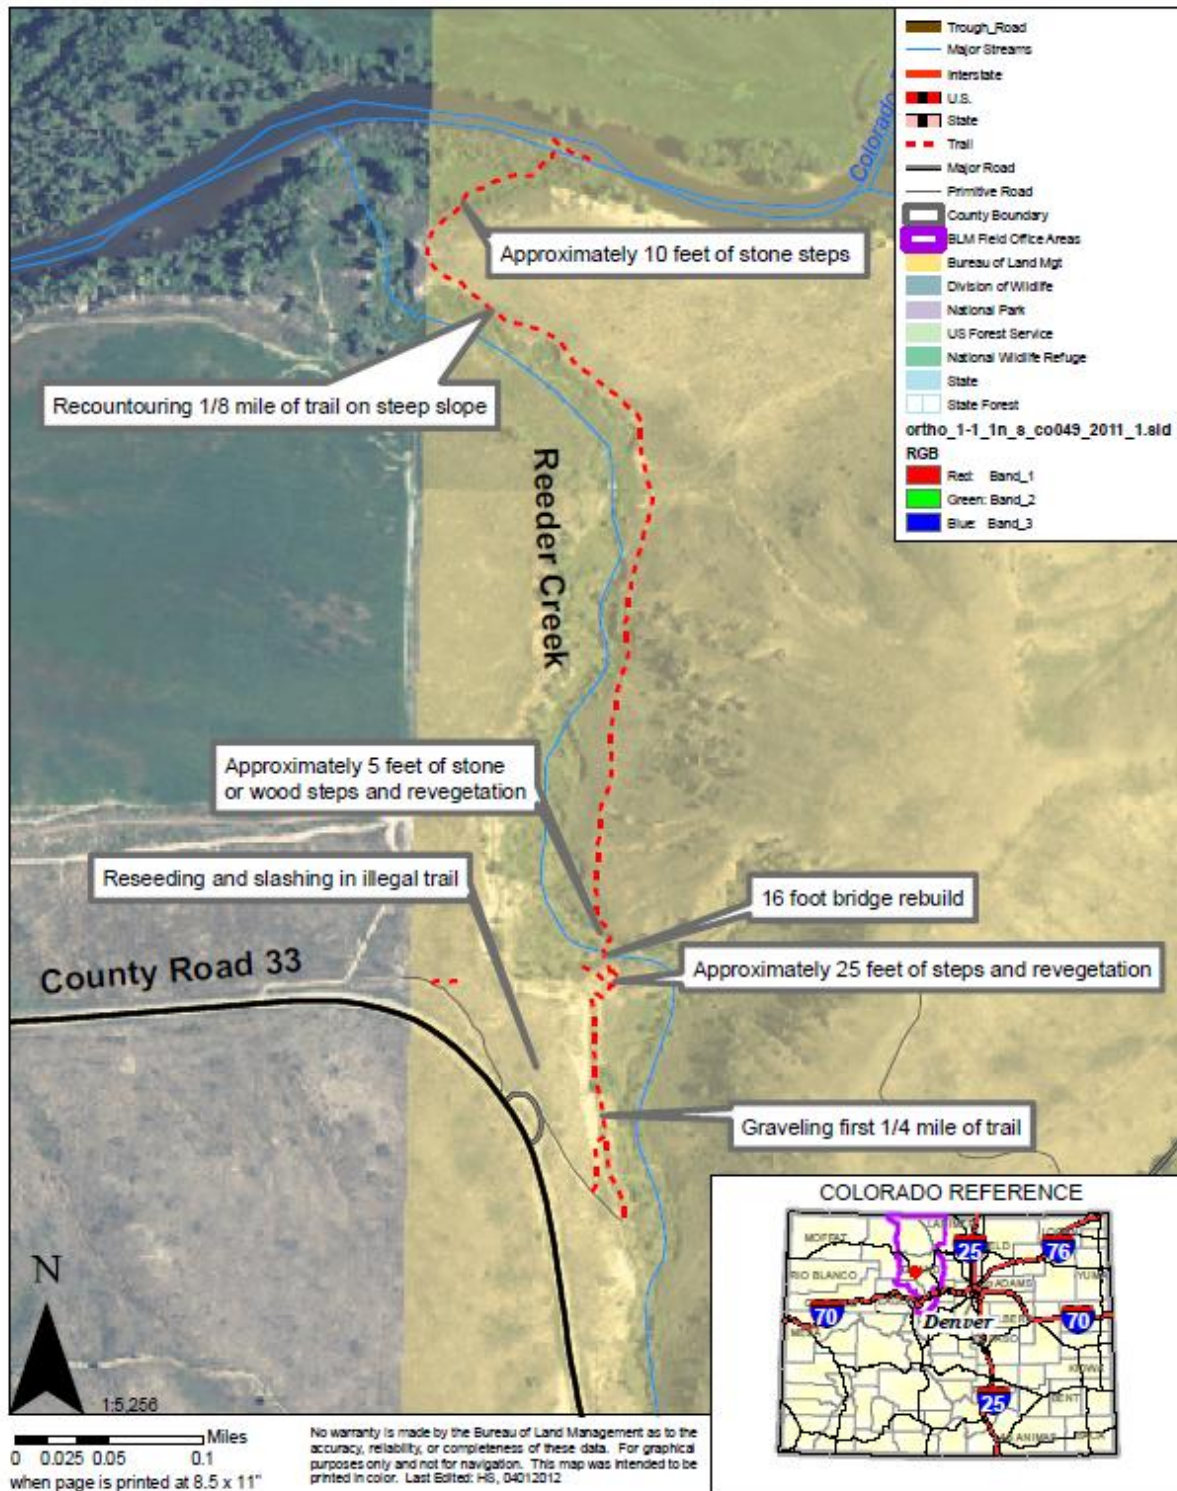 Trough_Road
Major Streams
Interstate
U.S.
State
Trail
Major Road
Primitive Road
County Boundary
BLM Field Office Areas
Bureau of Land Mgt
Division of Wildlife
National Park
US Forest Service
National Wildlife Refuge
State
State Forest
ortho_1-1_1n_s_co049_2011_1.sid
RGB
Red: Band_1
Green: Band_2
Blue: Band_3
Colorado
Approximately 10 feet of stone steps
Recountouring 1/8 mile of trail on steep slope
Reeder Creek
Approximately 5 feet of stone
or wood steps and revegetation
Reseeding and slashing in illegal trail
16 foot bridge rebuild
County Road 33
Approximately 25 feet of steps and revegetation
Graveling first 1/4 mile of trail
COLORADO REFERENCE
MOFFAT
25
76
RIO BLANCO
ADAMS
YUMA
70
Denver
70
KIOWA
25
BENT
LAS ANIMAS
BACA
N
1:5,256
Miles
0 0.025 0.05 0.1
when page is printed at 8.5 x 11"
No warranty is made by the Bureau of Land Management as to the
accuracy, reliability, or completeness of these data. For graphical
purposes only and not for navigation. This map was intended to be
printed in color. Last Edited: HS, 04012012